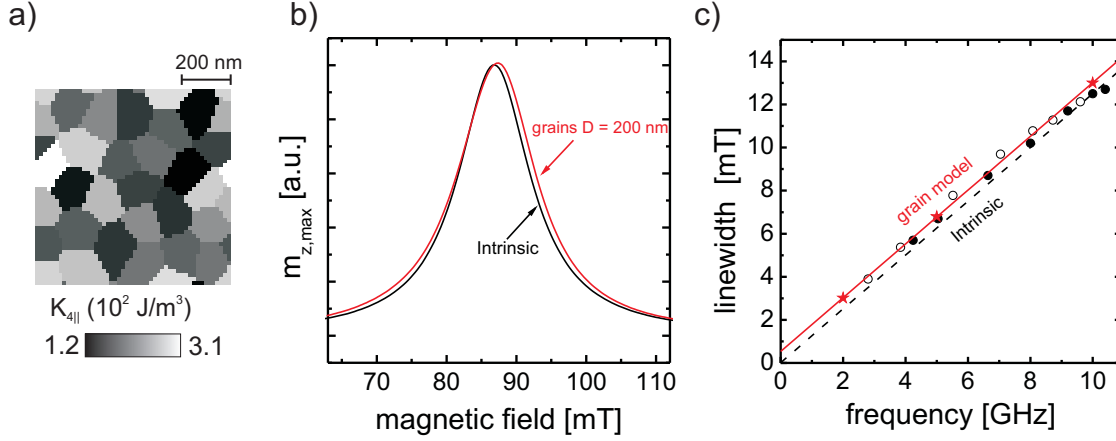 a)
200 nm
K4|| (10² J/m³)
1.2
3.1
b)
m_z,max [a.u.]
grains D = 200 nm
Intrinsic
70 80 90 100 110
magnetic field [mT]
c)
linewidth [mT]
14
12
10
8
6
4
2
0
grain model
Intrinsic
0 2 4 6 8 10
frequency [GHz]